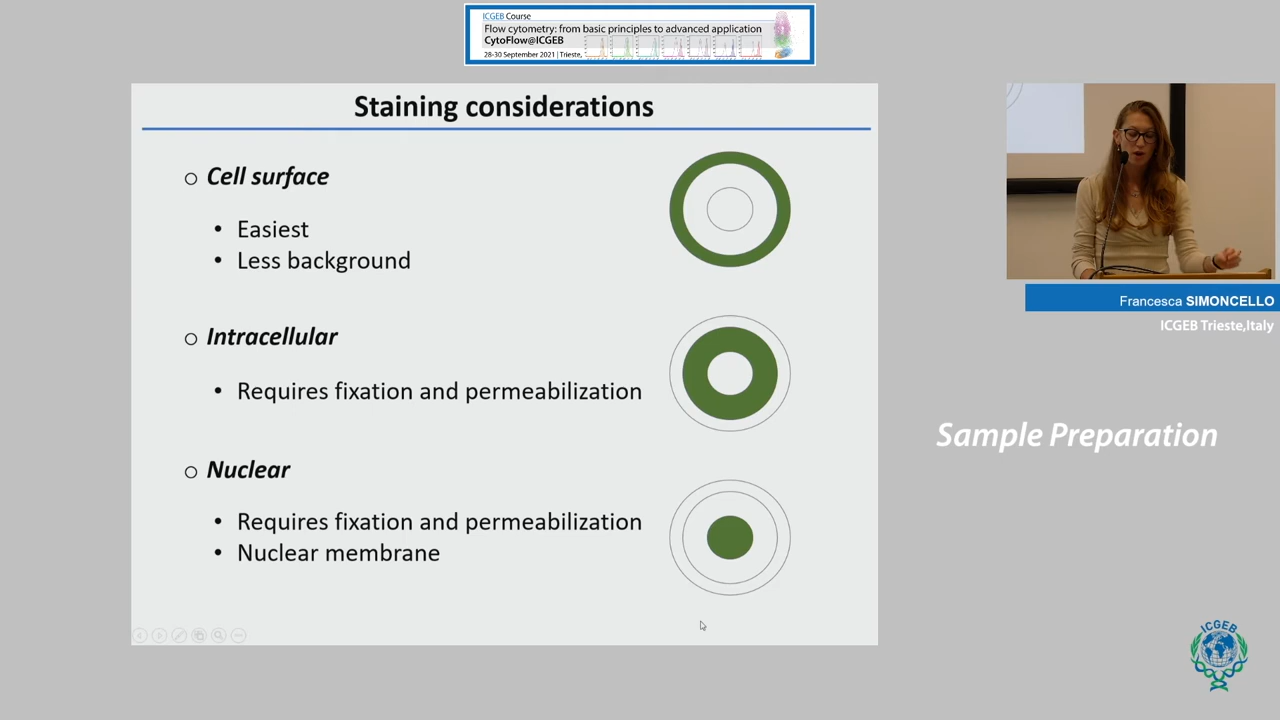 ICGEB Course
Flow cytometry: from basic principles to advanced application
CytoFlow@ICGEB
28-30 September 2021 | Trieste,
Staining considerations
Cell surface
• Easiest
• Less background
Intracellular
• Requires fixation and permeabilization
Nuclear
• Requires fixation and permeabilization
• Nuclear membrane
Francesca SIMONCELLO
ICGEB Trieste,Italy
Sample Preparation
ICGEB